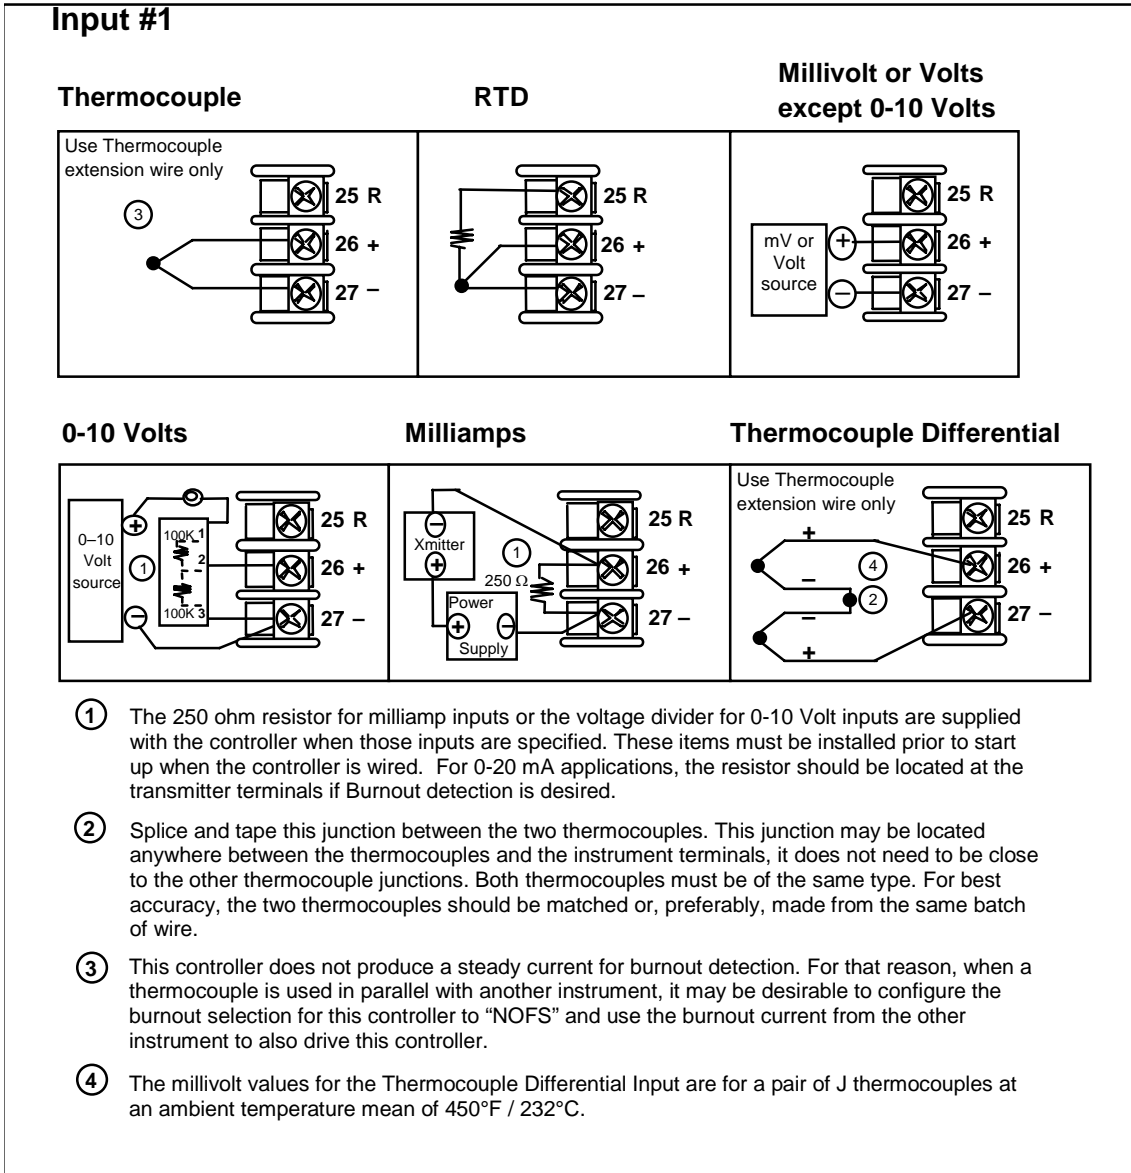 Input #1
Thermocouple
RTD
Millivolt or Volts
except 0-10 Volts
Use Thermocouple
extension wire only
3
25 R
26 +
27 –
25 R
26 +
27 –
mV or
Volt
source
+
–
25 R
26 +
27 –
0-10 Volts
Milliamps
Thermocouple Differential
0–10
Volt
source
+
–
1
100K 1
2
100K 3
25 R
26 +
27 –
–
Xmitter
+
1
250 Ω
Power
+ –
Supply
25 R
26 +
27 –
Use Thermocouple
extension wire only
+
–
4
2
–
+
25 R
26 +
27 –
1 The 250 ohm resistor for milliamp inputs or the voltage divider for 0-10 Volt inputs are supplied
with the controller when those inputs are specified. These items must be installed prior to start
up when the controller is wired. For 0-20 mA applications, the resistor should be located at the
transmitter terminals if Burnout detection is desired.
2 Splice and tape this junction between the two thermocouples. This junction may be located
anywhere between the thermocouples and the instrument terminals, it does not need to be close
to the other thermocouple junctions. Both thermocouples must be of the same type. For best
accuracy, the two thermocouples should be matched or, preferably, made from the same batch
of wire.
3 This controller does not produce a steady current for burnout detection. For that reason, when a
thermocouple is used in parallel with another instrument, it may be desirable to configure the
burnout selection for this controller to “NOFS” and use the burnout current from the other
instrument to also drive this controller.
4 The millivolt values for the Thermocouple Differential Input are for a pair of J thermocouples at
an ambient temperature mean of 450°F / 232°C.